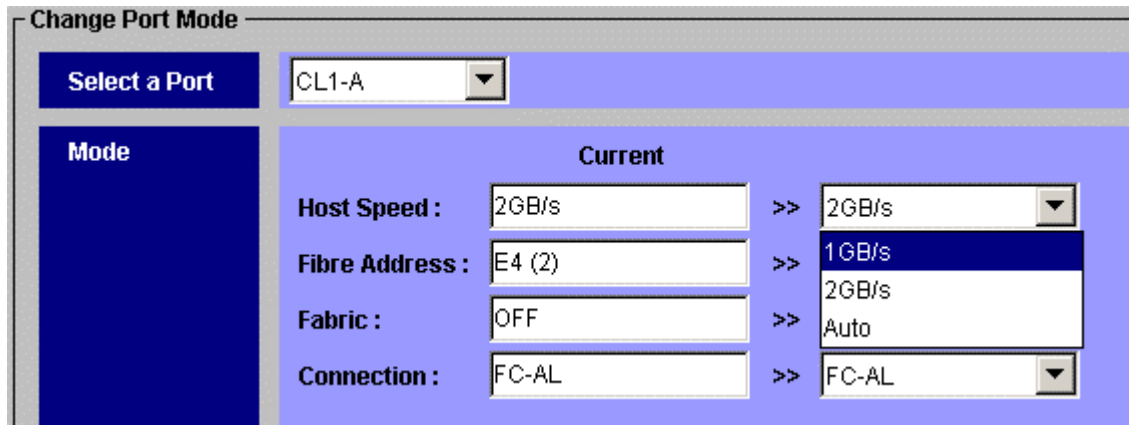 Change Port Mode
Select a Port CL1-A
Mode Current
Host Speed : 2GB/s >> 2GB/s
Fibre Address : E4 (2) >> 1GB/s
2GB/s
Fabric : OFF >> Auto
Connection : FC-AL >> FC-AL